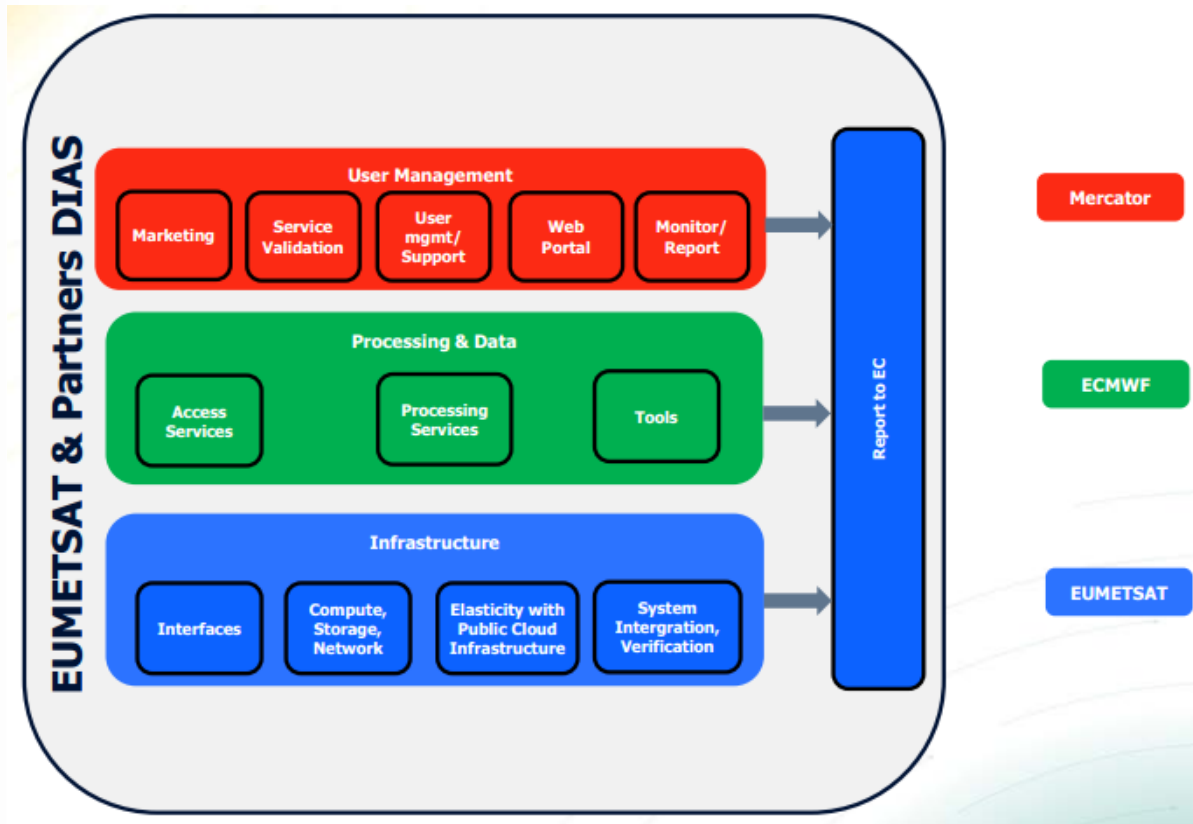 EUMETSAT & Partners DIAS
User Management
Marketing
Service
Validation
User
mgmt/
Support
Web
Portal
Monitor/
Report
Processing & Data
Access
Services
Processing
Services
Tools
Infrastructure
Interfaces
Compute,
Storage,
Network
Elasticity with
Public Cloud
Infrastructure
System
Intergration,
Verification
Report to EC
Mercator
ECMWF
EUMETSAT